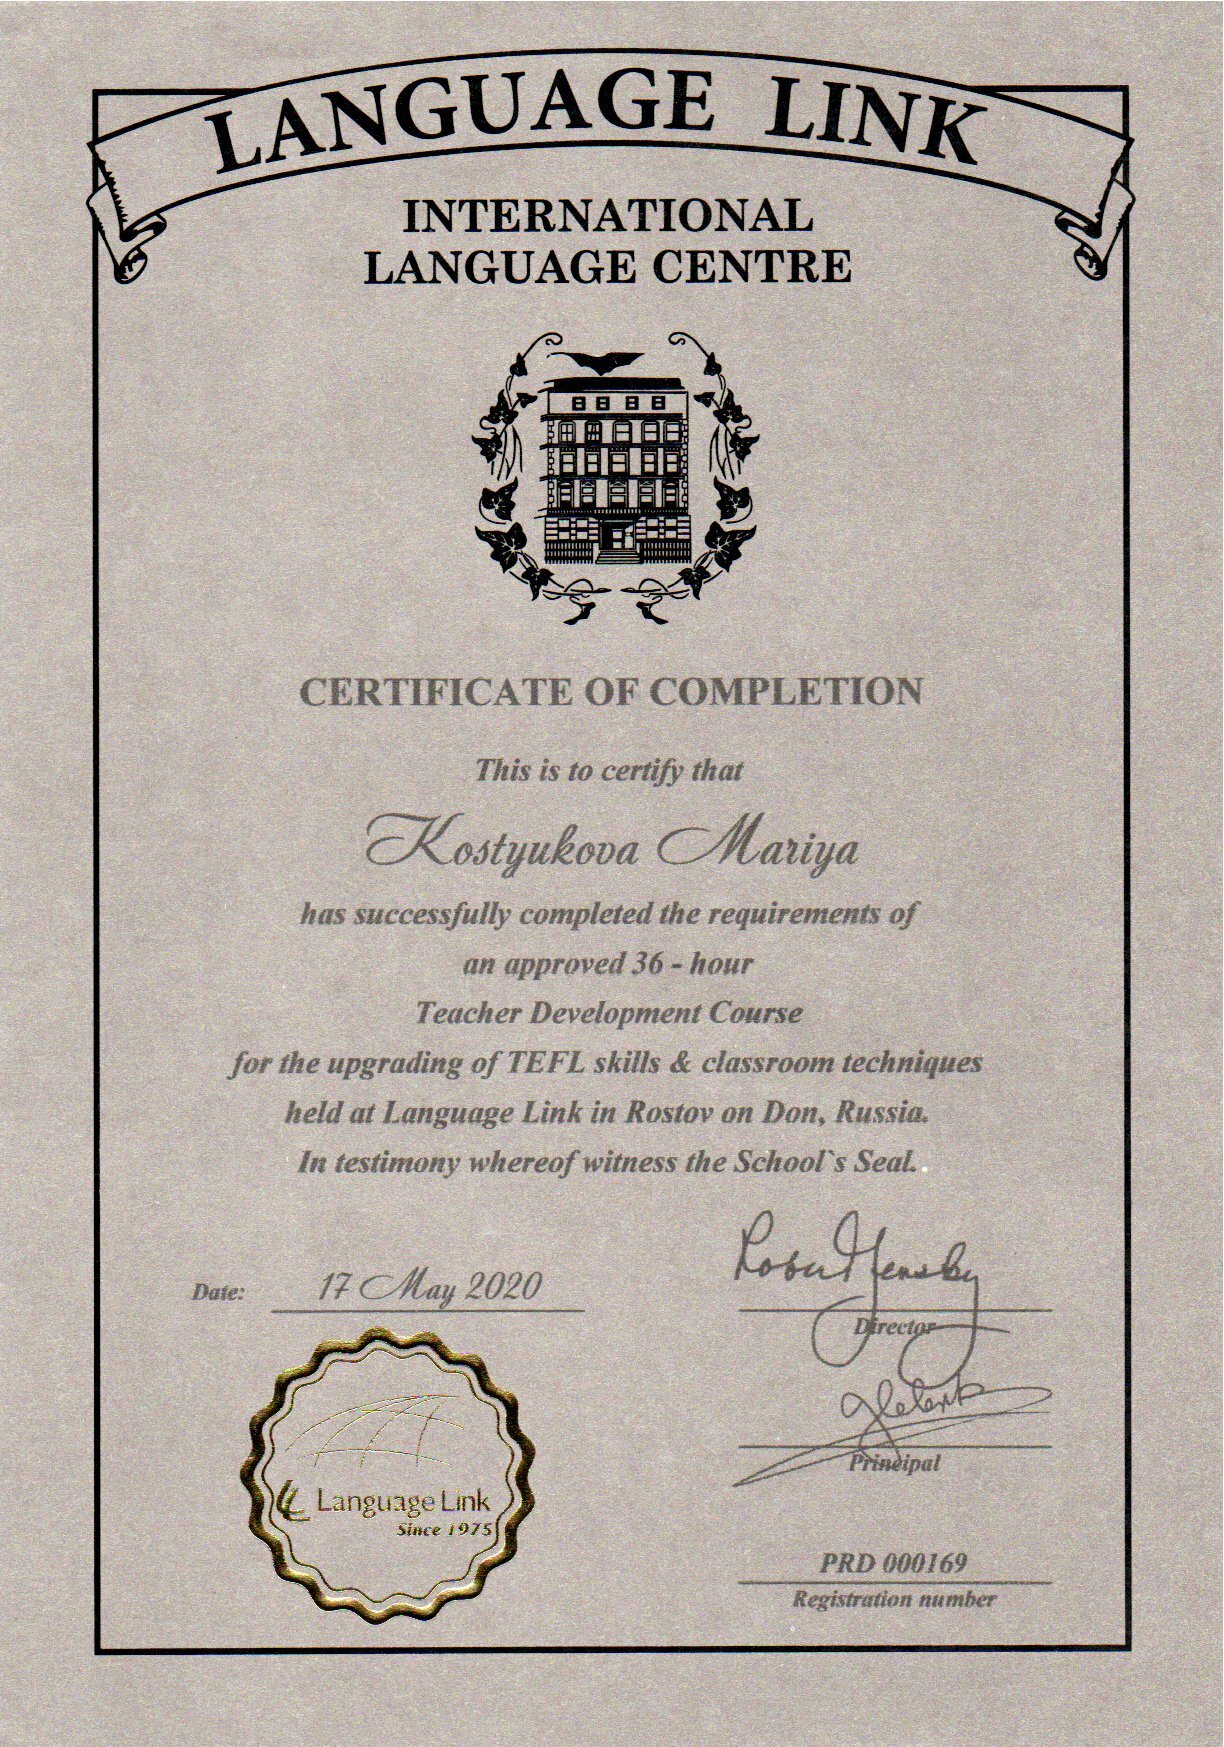 LANGUAGE LINK
INTERNATIONAL
LANGUAGE CENTRE
CERTIFICATE OF COMPLETION
This is to certify that
Kostyukova Mariya
has successfully completed the requirements of
an approved 36 - hour
Teacher Development Course
for the upgrading of TEFL skills & classroom techniques
held at Language Link in Rostov on Don, Russia.
In testimony whereof witness the School`s Seal.
Date: 17 May 2020
Director
Principal
LL Language Link
Since 1975
PRD 000169
Registration number